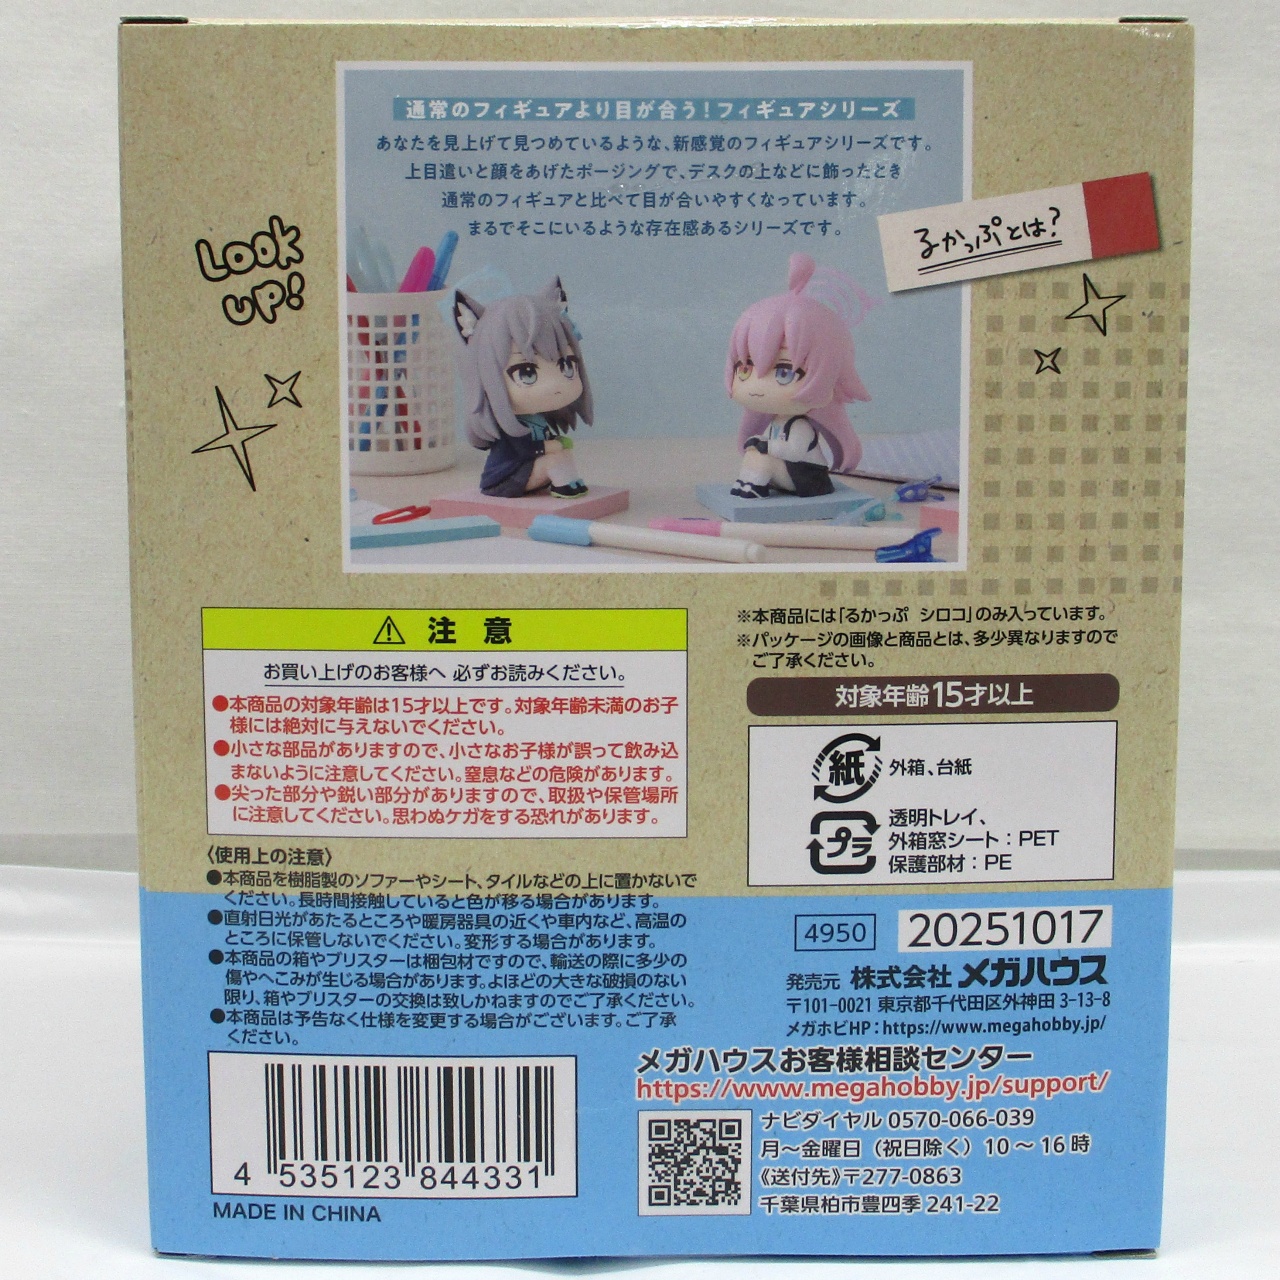 通常のフィギュアより目が合う!フィギュアシリーズ
あなたを見上げて見つめているような、新感覚のフィギュアシリーズです。
上目遣いと顔をあげたポージングで、デスクの上などに飾ったとき
通常のフィギュアと比べて目が合いやすくなっています。
まるでそこにいるような存在感あるシリーズです。
るかっぷとは?
Look
up!
注意
お買い上げのお客様へ 必ずお読みください。
●本商品の対象年齢は15才以上です。対象年齢未満のお子
様には絶対に与えないでください。
●小さな部品がありますので、小さなお子様が誤って飲み込
まないように注意してください。窒息などの危険があります。
●尖った部分や鋭い部分がありますので、取扱や保管場所
に注意してください。思わぬケガをする恐れがあります。
〈使用上の注意〉
●本商品を樹脂製のソファーやシート、タイルなどの上に置かないで
ください。長時間接触していると色が移る場合があります。
●直射日光があたるところや暖房器具の近くや車内など、高温の
ところに保管しないでください。変形する場合があります。
●本商品の箱やブリスターは梱包材ですので、輸送の際に多少の
傷やへこみが生じる場合があります。よほどの大きな破損のない
限り、箱やブリスターの交換は致しかねますのでご了承ください。
●本商品は予告なく仕様を変更する場合がございます。ご了承
ください。
4 535123 844331
MADE IN CHINA
※本商品には「るかっぷ シロコ」のみ入っています。
※パッケージの画像と商品とは、多少異なりますので
ご了承ください。
対象年齢15才以上
紙
外箱、台紙
プラ
透明トレイ、
外箱窓シート:PET
保護部材:PE
4950
20251017
発売元 株式会社メガハウス
〒101-0021 東京都千代田区外神田 3-13-8
メガホビHP:https://www.megahobby.jp/
メガハウスお客様相談センター
https://www.megahobby.jp/support/
ナビダイヤル 0570-066-039
月～金曜日(祝日除く)10～16時
《送付先》〒277-0863
千葉県柏市豊四季 241-22